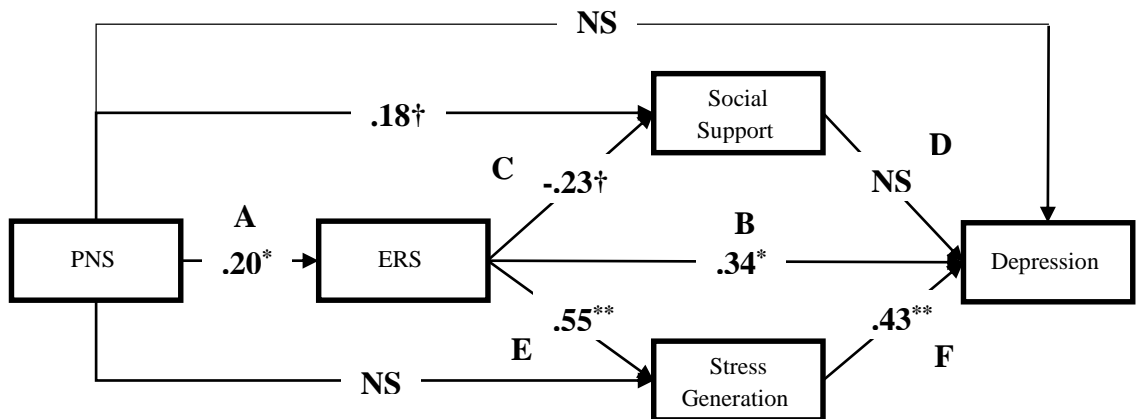 NS
Social
Support
.18†
D
C
-.23†
NS
A
B
PNS
.20*
ERS
.34*
Depression
.55**
.43**
E
F
Stress
Generation
NS